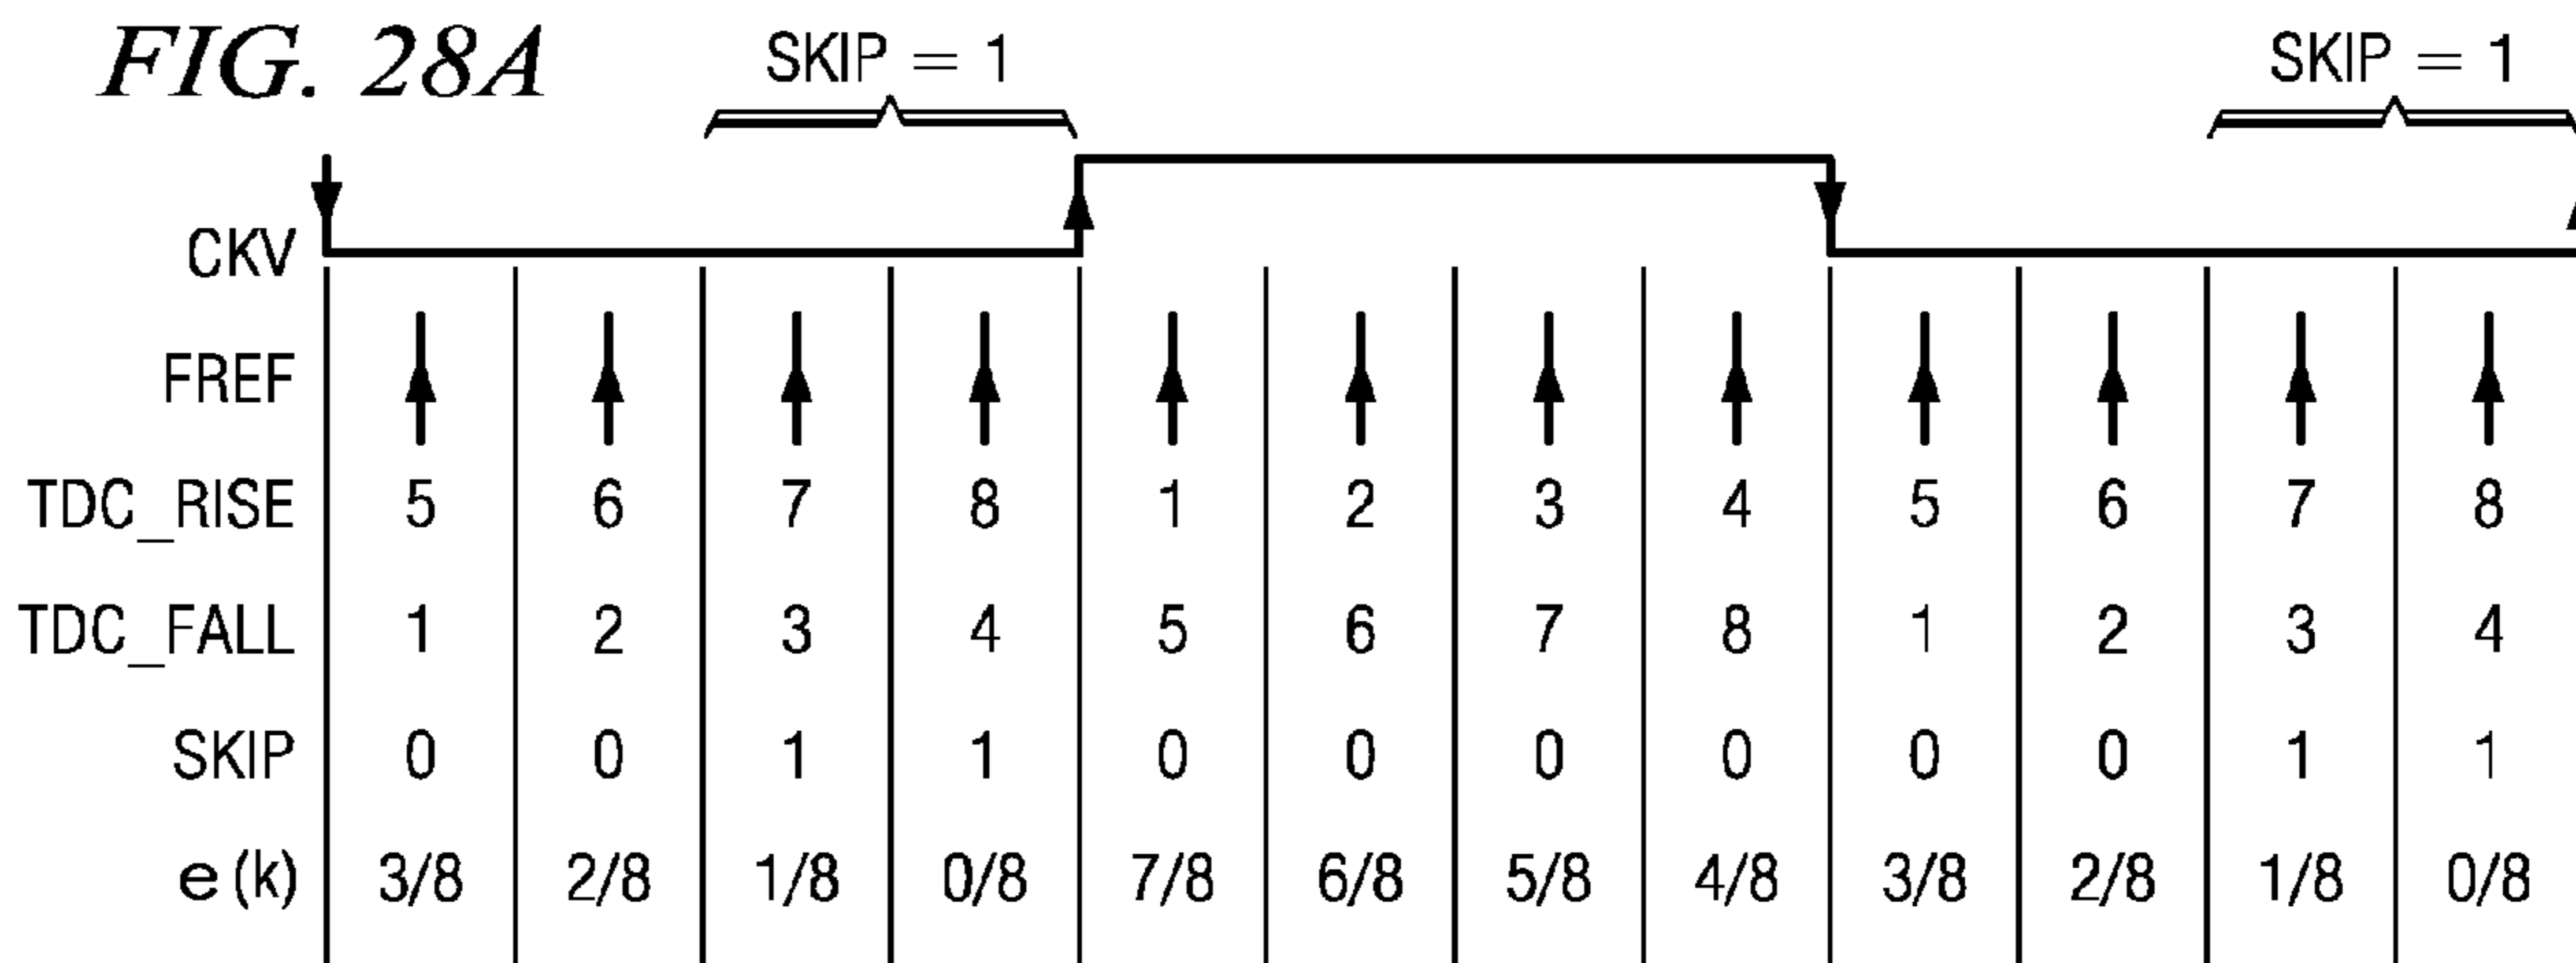 FIG. 28A
SKIP = 1 SKIP = 1
CKV
FREF
TDC_RISE 5 6 7 8 1 2 3 4 5 6 7 8
TDC_FALL 1 2 3 4 5 6 7 8 1 2 3 4
SKIP 0 0 1 1 0 0 0 0 0 0 1 1
e(k) 3/8 2/8 1/8 0/8 7/8 6/8 5/8 4/8 3/8 2/8 1/8 0/8